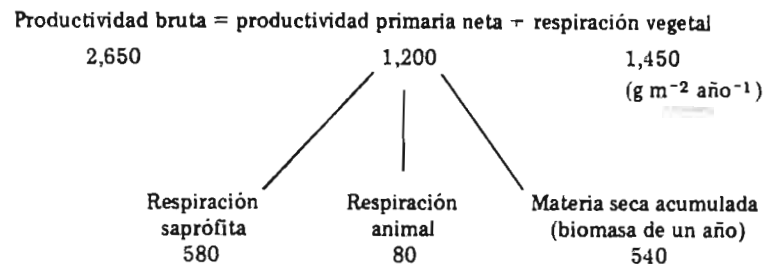 Productividad bruta = productividad primaria neta + respiración vegetal
2,650 1,200 1,450
(g m⁻² año⁻¹)
Respiración Respiración Materia seca acumulada
saprófita animal (biomasa de un año)
580 80 540